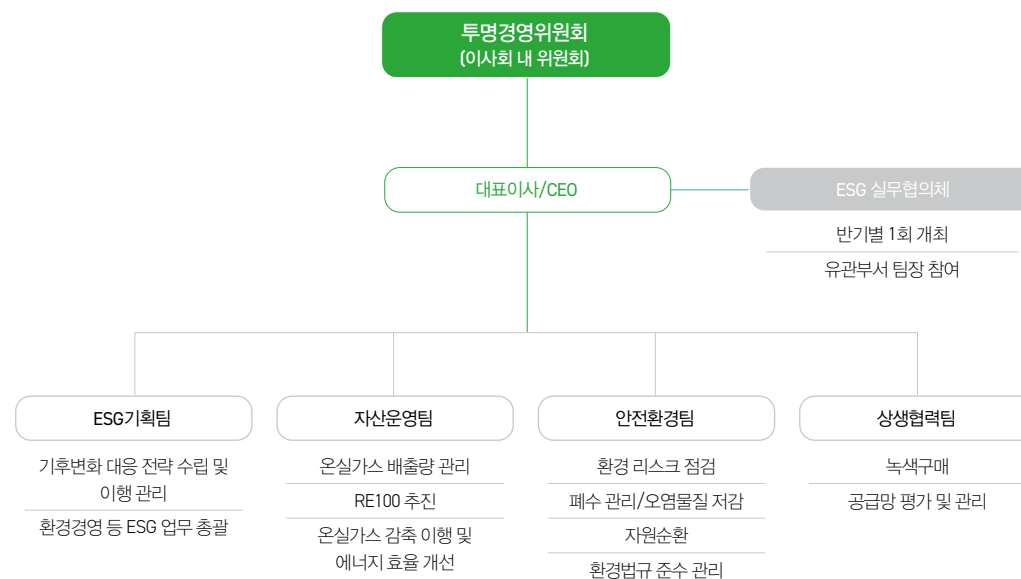 투명경영위원회
(이사회 내 위원회)
대표이사/CEO
ESG 실무협의체
반기별 1회 개최
유관부서 팀장 참여
ESG기획팀
기후변화 대응 전략 수립 및
이행 관리
환경경영 등 ESG 업무 총괄
자산운영팀
온실가스 배출량 관리
RE100 추진
온실가스 감축 이행 및
에너지 효율 개선
안전환경팀
환경 리스크 점검
폐수 관리/오염물질 저감
자원순환
환경법규 준수 관리
상생협력팀
녹색구매
공급망 평가 및 관리